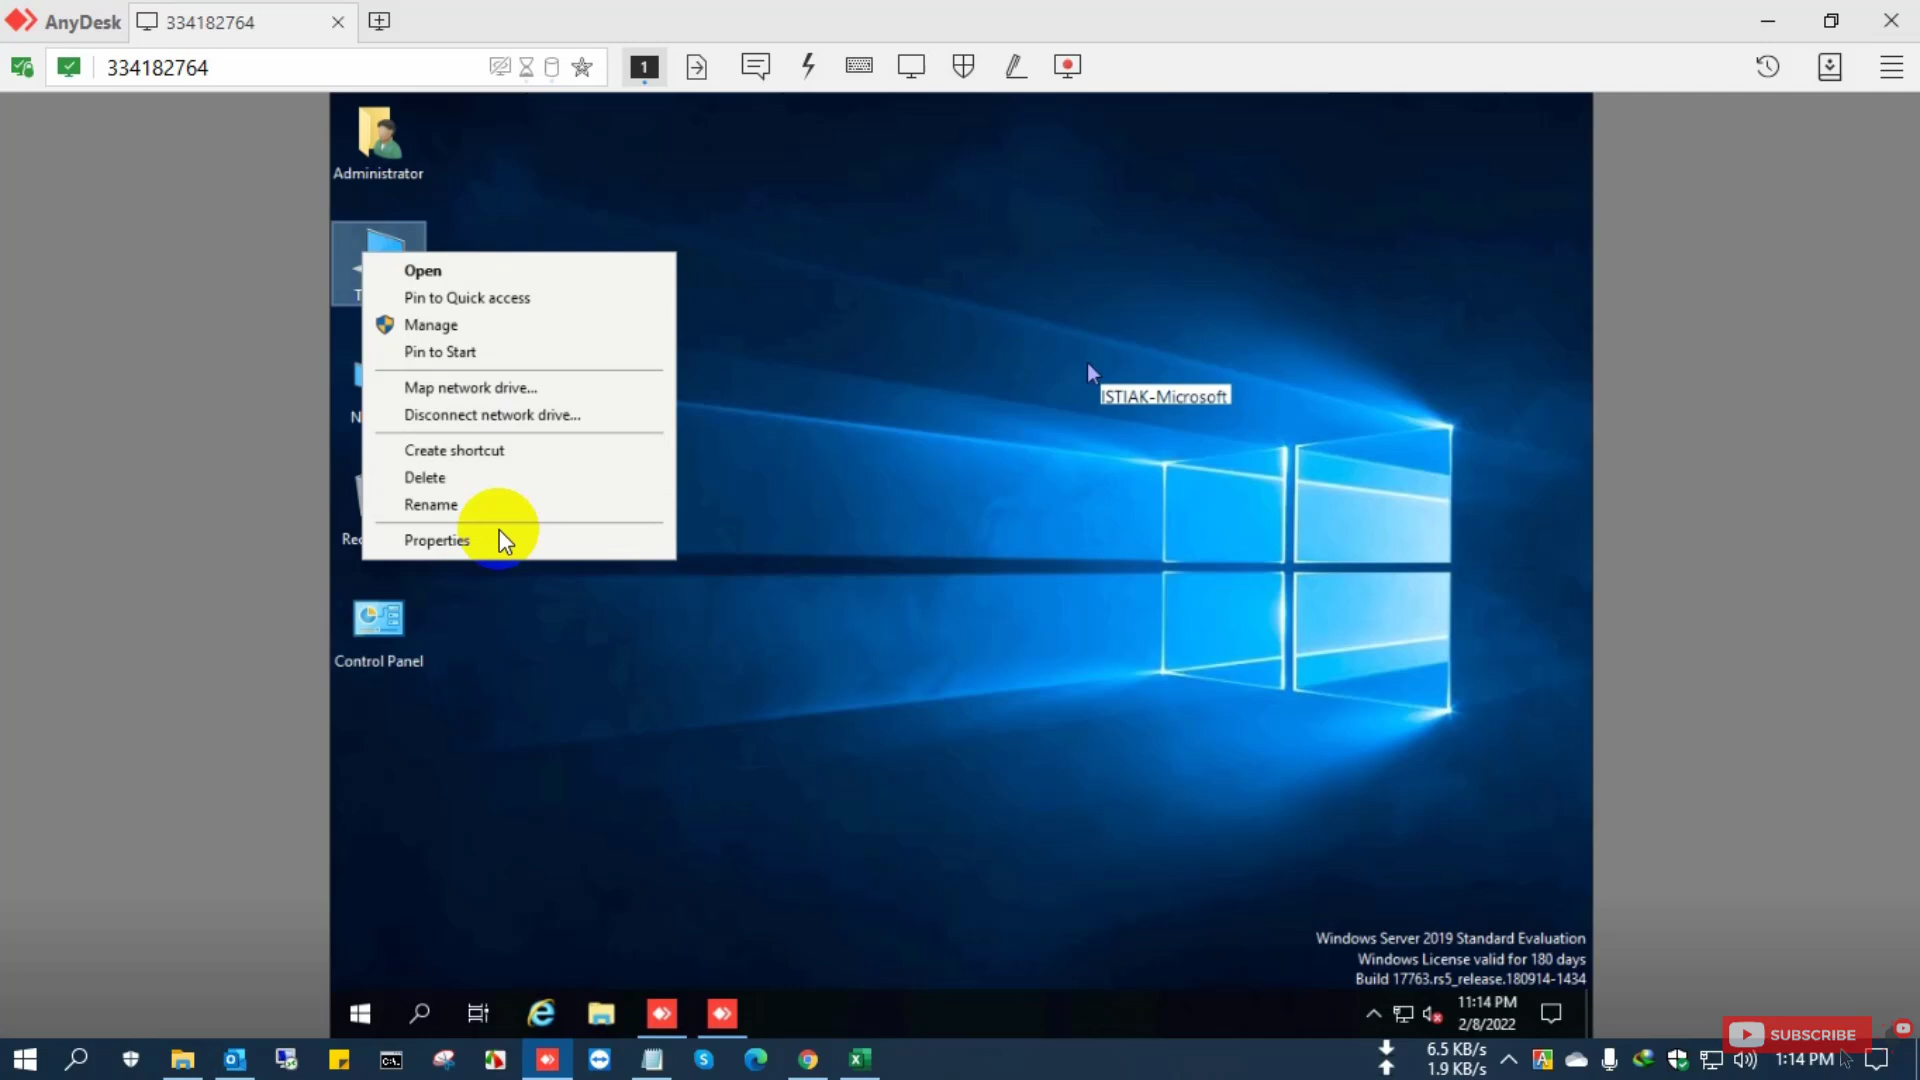 AnyDesk
334182764
334182764
1
Administrator
Open
Pin to Quick access
Manage
Pin to Start
Map network drive...
Disconnect network drive...
Create shortcut
Delete
Rename
Properties
ISTIAK-Microsoft
Control Panel
Windows Server 2019 Standard Evaluation
Windows License valid for 180 days
Build 17763.rs5_release.180914-1434
11:14 PM
2/8/2022
SUBSCRIBE
6.5 KB/s
1.9 KB/s
1:14 PM